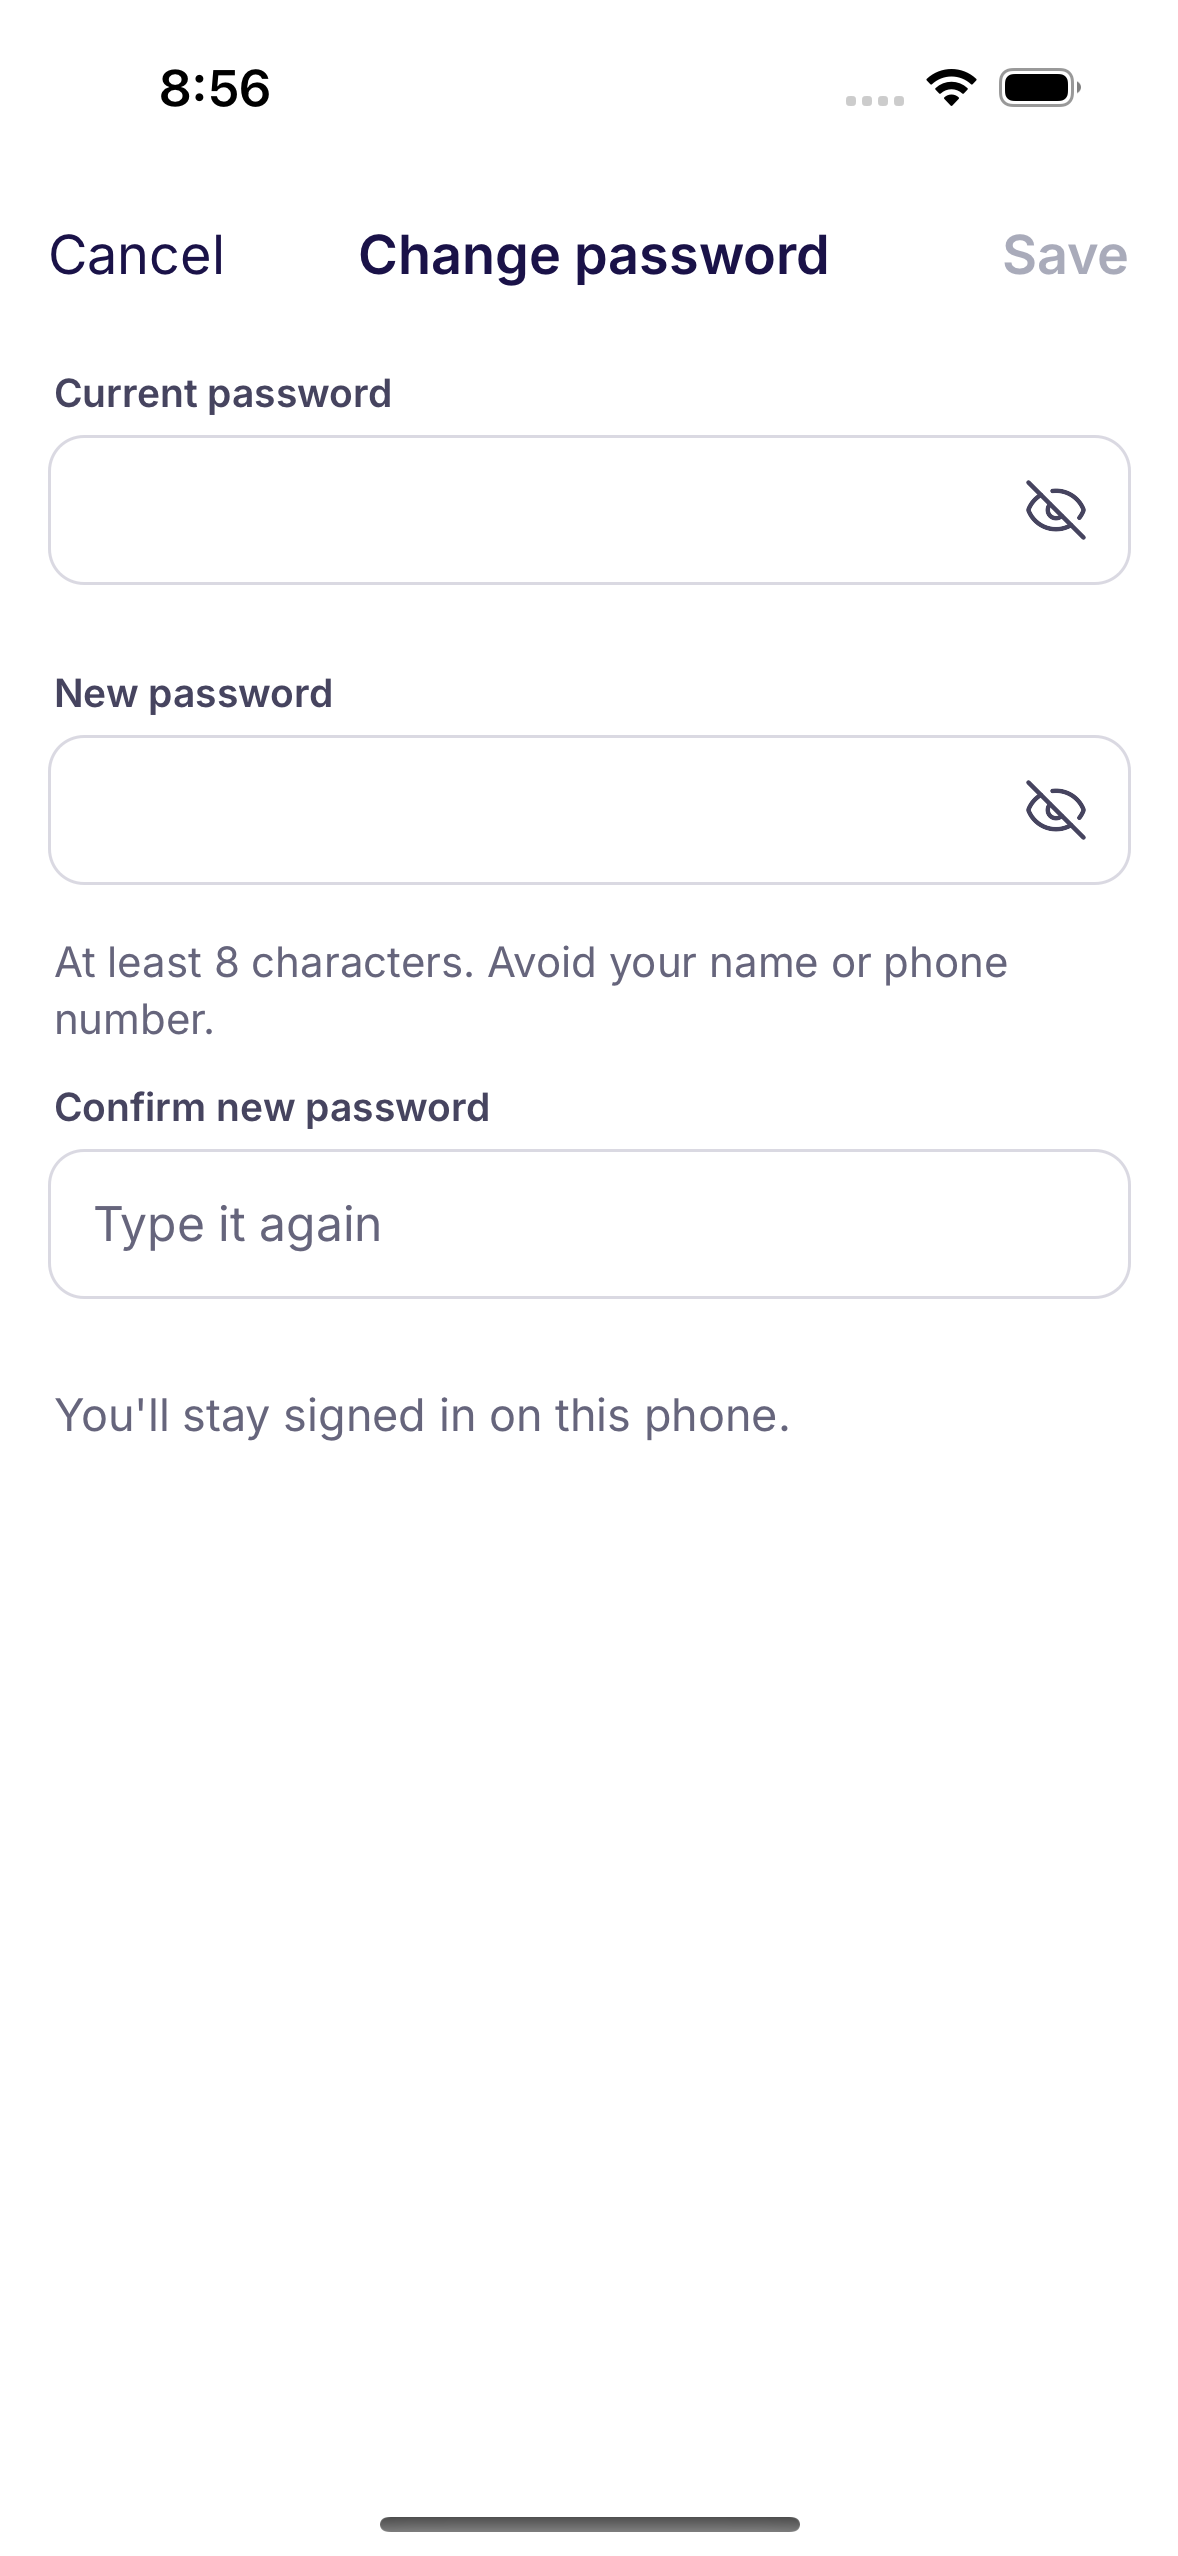 8:56
Cancel
Change password
Save
Current password
New password
At least 8 characters. Avoid your name or phone
number.
Confirm new password
Type it again
You'll stay signed in on this phone.